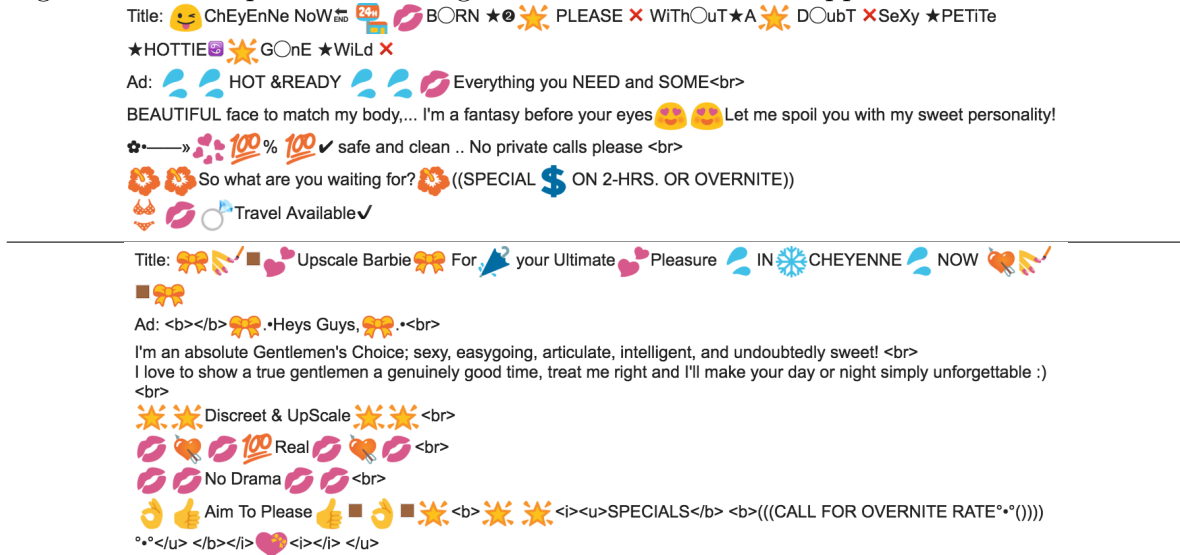 Title: 😜 ChEyEnNe NoW🔚 🏪 💋 B◯RN ★❷🌟 PLEASE ❌ WiTh◯uT★A🌟 D◯ubT ❌SeXy ★PETiTe
★HOTTIE♋🌟G◯nE ★WiLd ❌
Ad: 💦 💦 HOT &READY 💦 💦 💋Everything you NEED and SOME<br>
BEAUTIFUL face to match my body,... I'm a fantasy before your eyes😍😍Let me spoil you with my sweet personality!
✿•——» 💞 💯% 💯✔ safe and clean .. No private calls please <br>
🌺 🌺So what are you waiting for?🌺((SPECIAL 💲 ON 2-HRS. OR OVERNITE))
👙 💋 💍Travel Available✔
Title: 🎀💅◾💕Upscale Barbie🎀 For🎉 your Ultimate💕Pleasure 💦IN❄CHEYENNE💦 NOW 💘💅
◾🎀
Ad: <b></b>🎀.•Heys Guys,🎀.•<br>
I'm an absolute Gentlemen's Choice; sexy, easygoing, articulate, intelligent, and undoubtedly sweet! <br>
I love to show a true gentlemen a genuinely good time, treat me right and I'll make your day or night simply unforgettable :)
<br>
🌟 🌟Discreet & UpScale🌟 🌟<br>
💋 💘 💋 💯Real💋 💘 💋 <br>
💋 💋No Drama💋 💋<br>
👌 👍Aim To Please👍◾👌◾🌟<b>🌟 🌟<i><u>SPECIALS</b> <b>(((CALL FOR OVERNITE RATE°•°())))
°•°</u> </b></i>💝<i></i> </u>